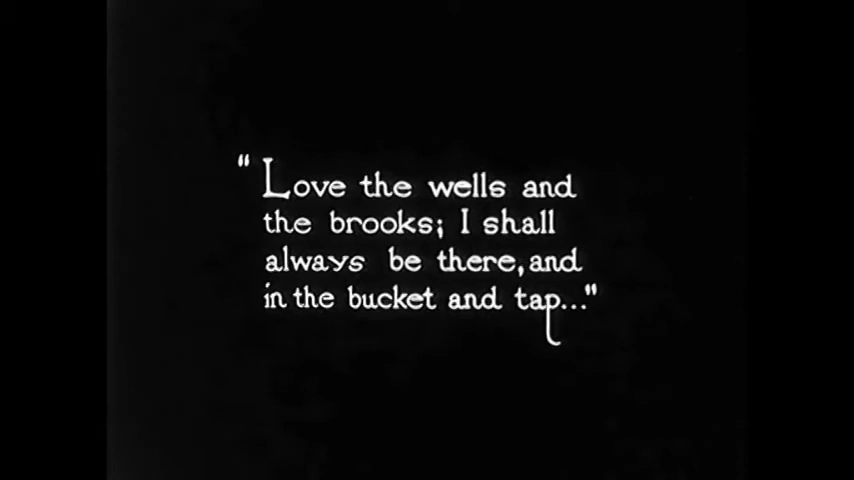 "Love the wells and
the brooks; I shall
always be there, and
in the bucket and tap..."